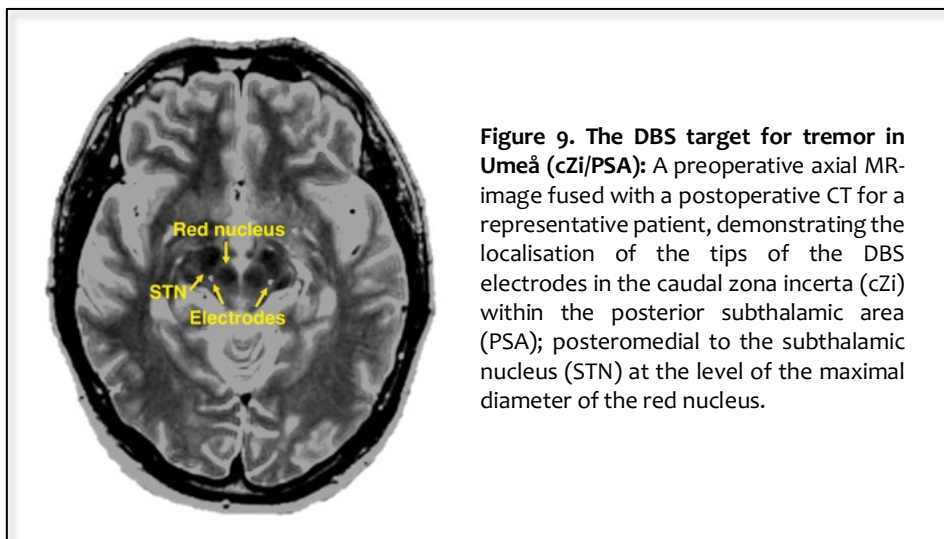 Red nucleus
STN
Electrodes
Figure 9. The DBS target for tremor in
Umeå (cZi/PSA): A preoperative axial MR-
image fused with a postoperative CT for a
representative patient, demonstrating the
localisation of the tips of the DBS
electrodes in the caudal zona incerta (cZi)
within the posterior subthalamic area
(PSA); posteromedial to the subthalamic
nucleus (STN) at the level of the maximal
diameter of the red nucleus.